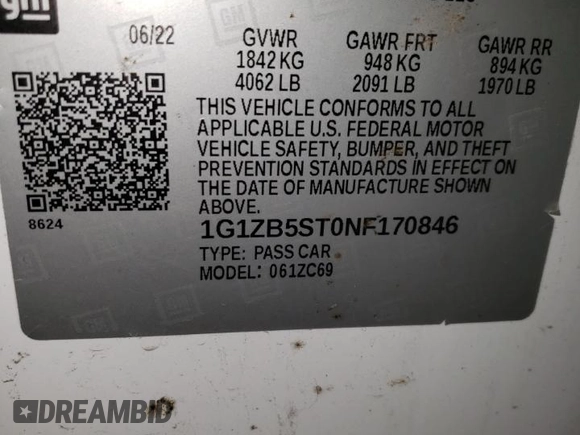 gm
06/22
GVWR GAWR FRT GAWR RR
1842 KG 948 KG 894 KG
4062 LB 2091 LB 1970 LB
THIS VEHICLE CONFORMS TO ALL
APPLICABLE U.S. FEDERAL MOTOR
VEHICLE SAFETY, BUMPER, AND THEFT
PREVENTION STANDARDS IN EFFECT ON
THE DATE OF MANUFACTURE SHOWN
ABOVE.
8624
1G1ZB5ST0NF170846
TYPE: PASS CAR
MODEL: 061ZC69
DREAMBID